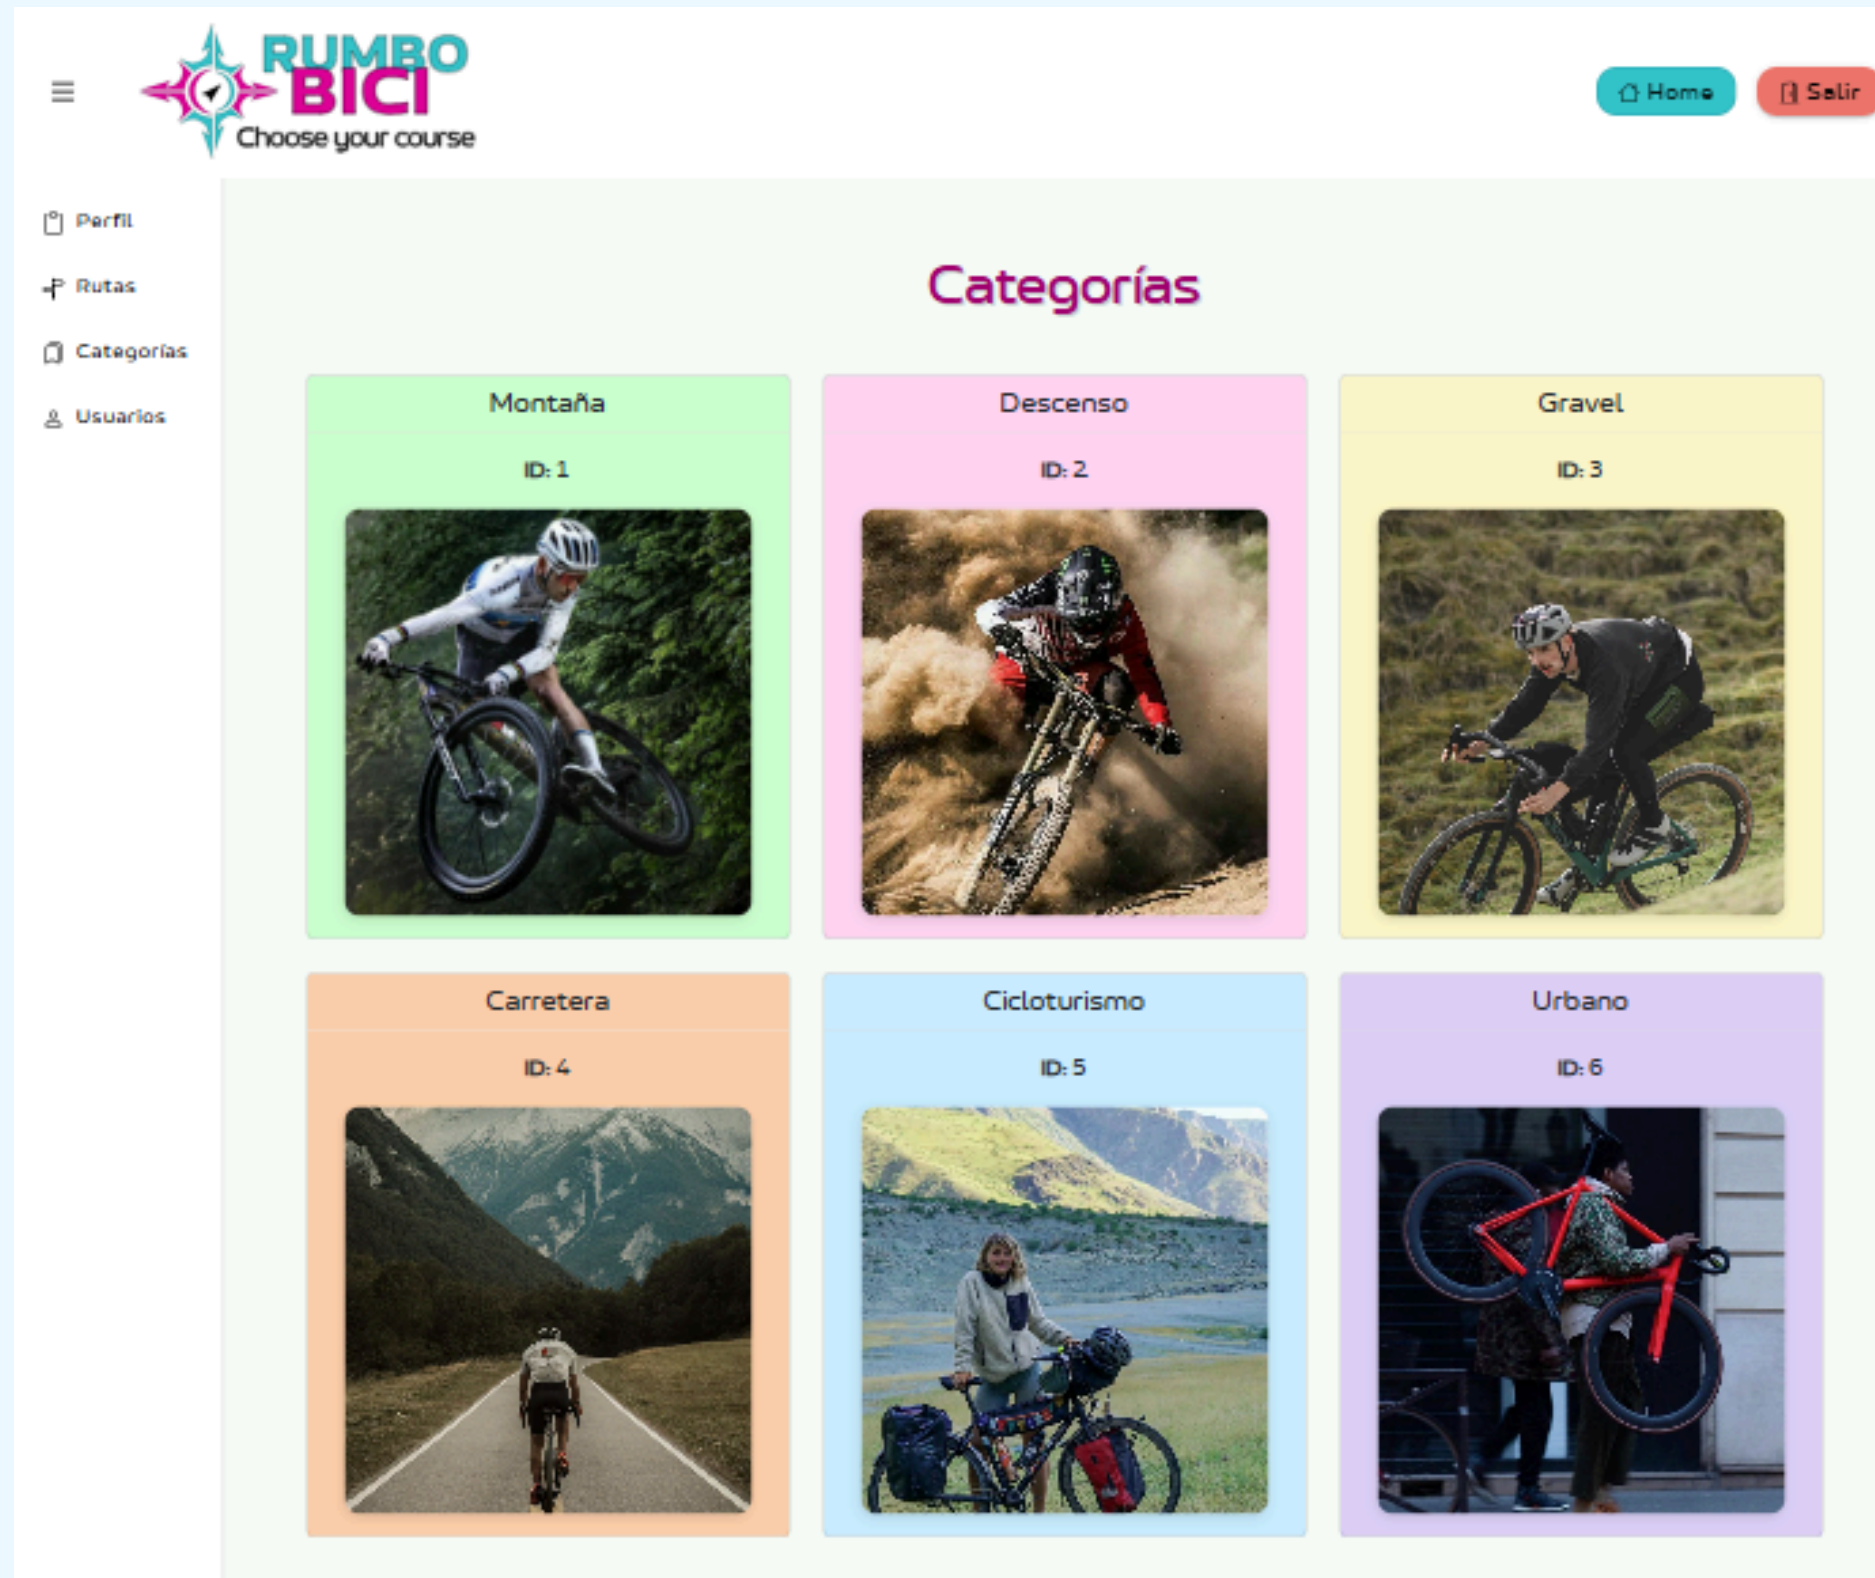 RUMBO
BICI
Choose your course
Home
Salir
Perfil
Rutas
Categorías
Usuarios
Categorías
Montaña
ID: 1
Descenso
ID: 2
Gravel
ID: 3
Carretera
ID: 4
Cicloturismo
ID: 5
Urbano
ID: 6